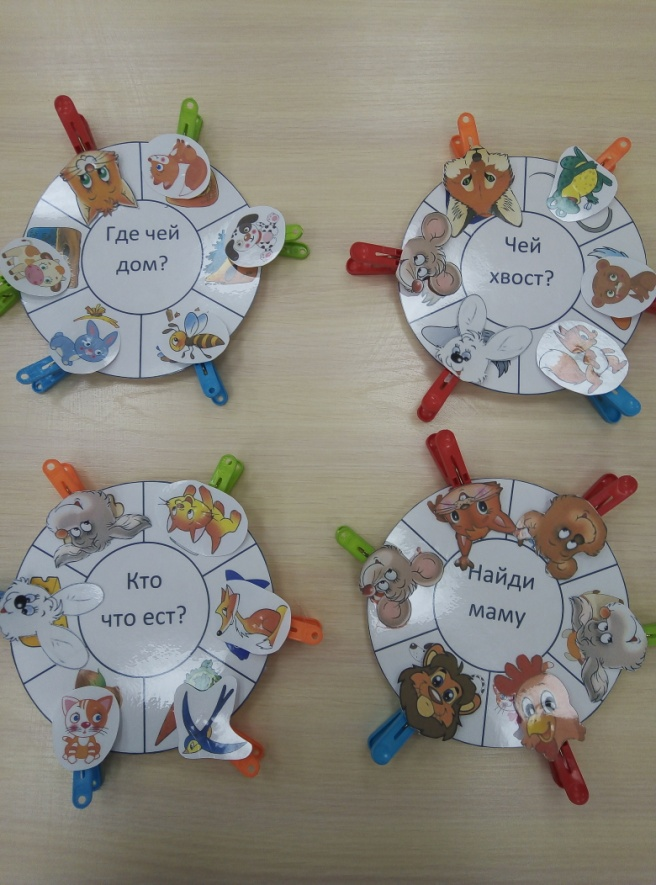 Где чей
дом?
Чей
хвост?
Кто
что ест?
Найди
маму